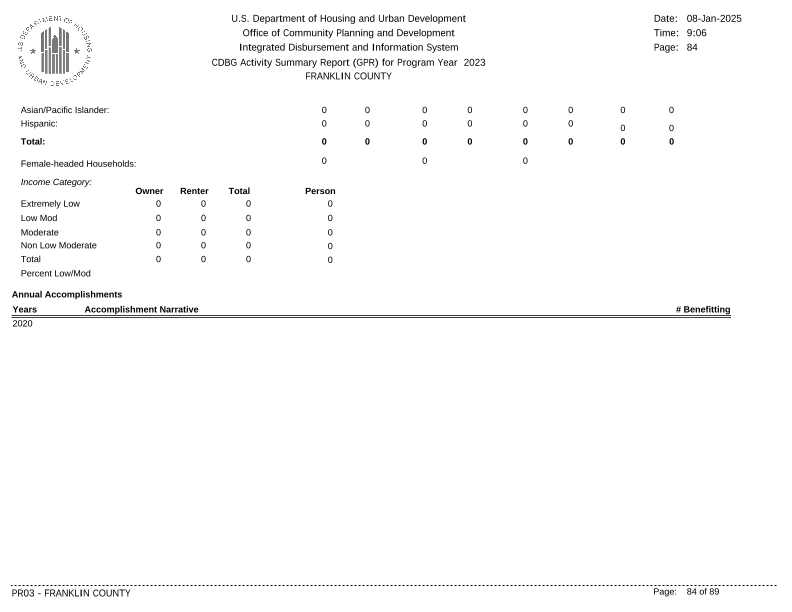 U.S. DEPARTMENT OF HOUSING AND URBAN DEVELOPMENT
U.S. Department of Housing and Urban Development
Office of Community Planning and Development
Integrated Disbursement and Information System
CDBG Activity Summary Report (GPR) for Program Year 2023
FRANKLIN COUNTY
Date: 08-Jan-2025
Time: 9:06
Page: 84
Asian/Pacific Islander: 0 0 0 0 0 0 0 0
Hispanic: 0 0 0 0 0 0 0 0
Total: 0 0 0 0 0 0 0 0
Female-headed Households: 0 0 0
Income Category:
Owner Renter Total Person
Extremely Low 0 0 0 0
Low Mod 0 0 0 0
Moderate 0 0 0 0
Non Low Moderate 0 0 0 0
Total 0 0 0 0
Percent Low/Mod
Annual Accomplishments
Years Accomplishment Narrative # Benefitting
2020
PR03 - FRANKLIN COUNTY Page: 84 of 89